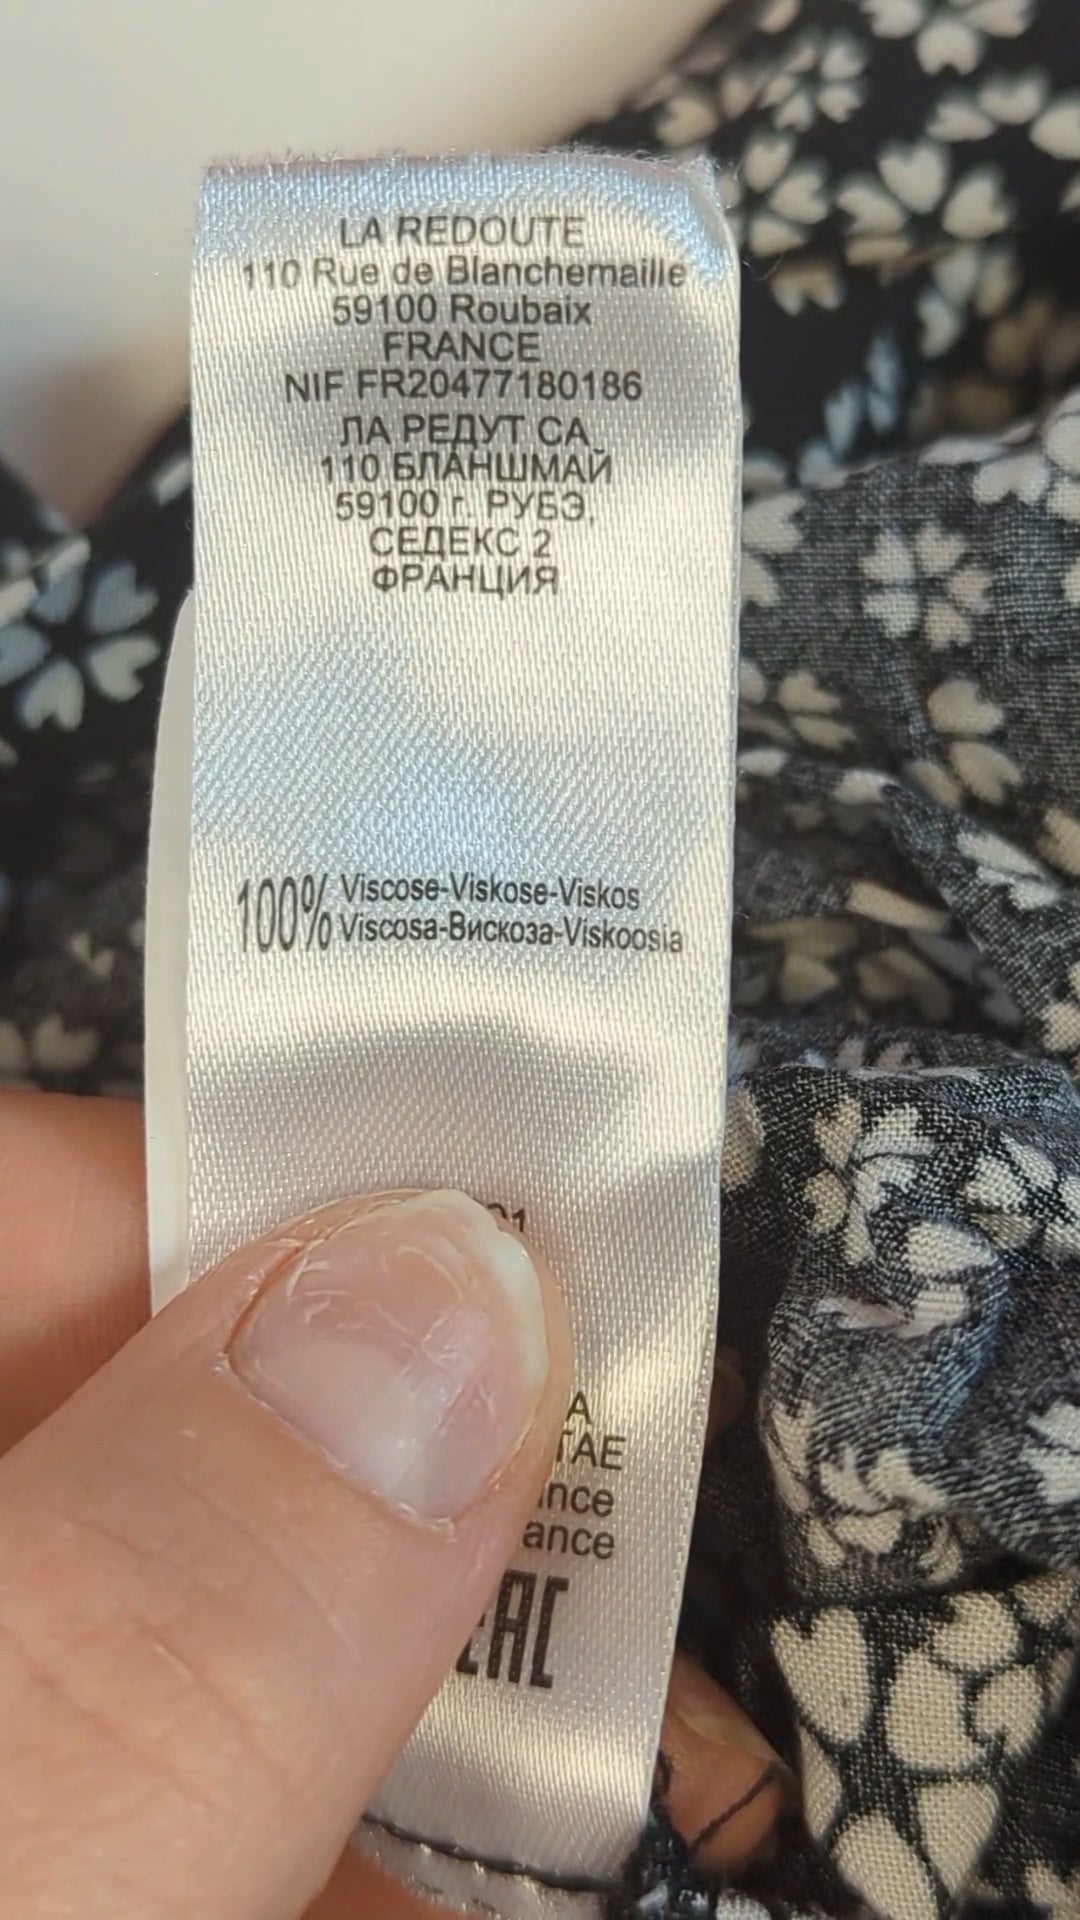 LA REDOUTE
110 Rue de Blanchemaille
59100 Roubaix
FRANCE
NIF FR20477180186
ЛА РЕДУТ СА
110 БЛАНШМАЙ
59100 г. РУБЭ,
СЕДЕКС 2
ФРАНЦИЯ
100% Viscose-Viskose-Viskos
Viscosa-Вискоза-Viskoosia
EAC